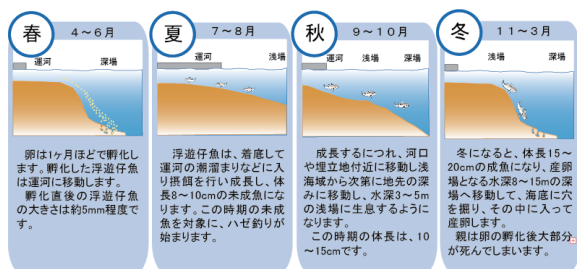 春 4～6月
運河 深場
卵は1ヶ月ほどで孵化し
ます。孵化した浮遊仔魚
は運河に移動します。
孵化直後の浮遊仔魚
の大きさは約5mm程度で
す。
夏 7～8月
運河 浅場
浮遊仔魚は、着底して
運河の潮溜まりなどに入
り摂餌を行い成長し、体
長8～10cmの未成魚にな
ります。この時期の未成
魚を対象に、ハゼ釣りが
始まります。
秋 9～10月
運河 浅場 深場
成長するにつれ、河口
や埋立地付近に移動し浅
海域から次第に地先の深
みに移動し、水深3～5m
の浅場に生息するように
なります。
この時期の体長は、10
～15cmです。
冬 11～3月
浅場 深場
冬になると、体長15～
20cmの成魚になり、産卵
場となる水深8～15mの深
場へ移動して、海底に穴
を掘り、その中に入って
産卵します。
親は卵の孵化後大部分
が死んでしまいます。